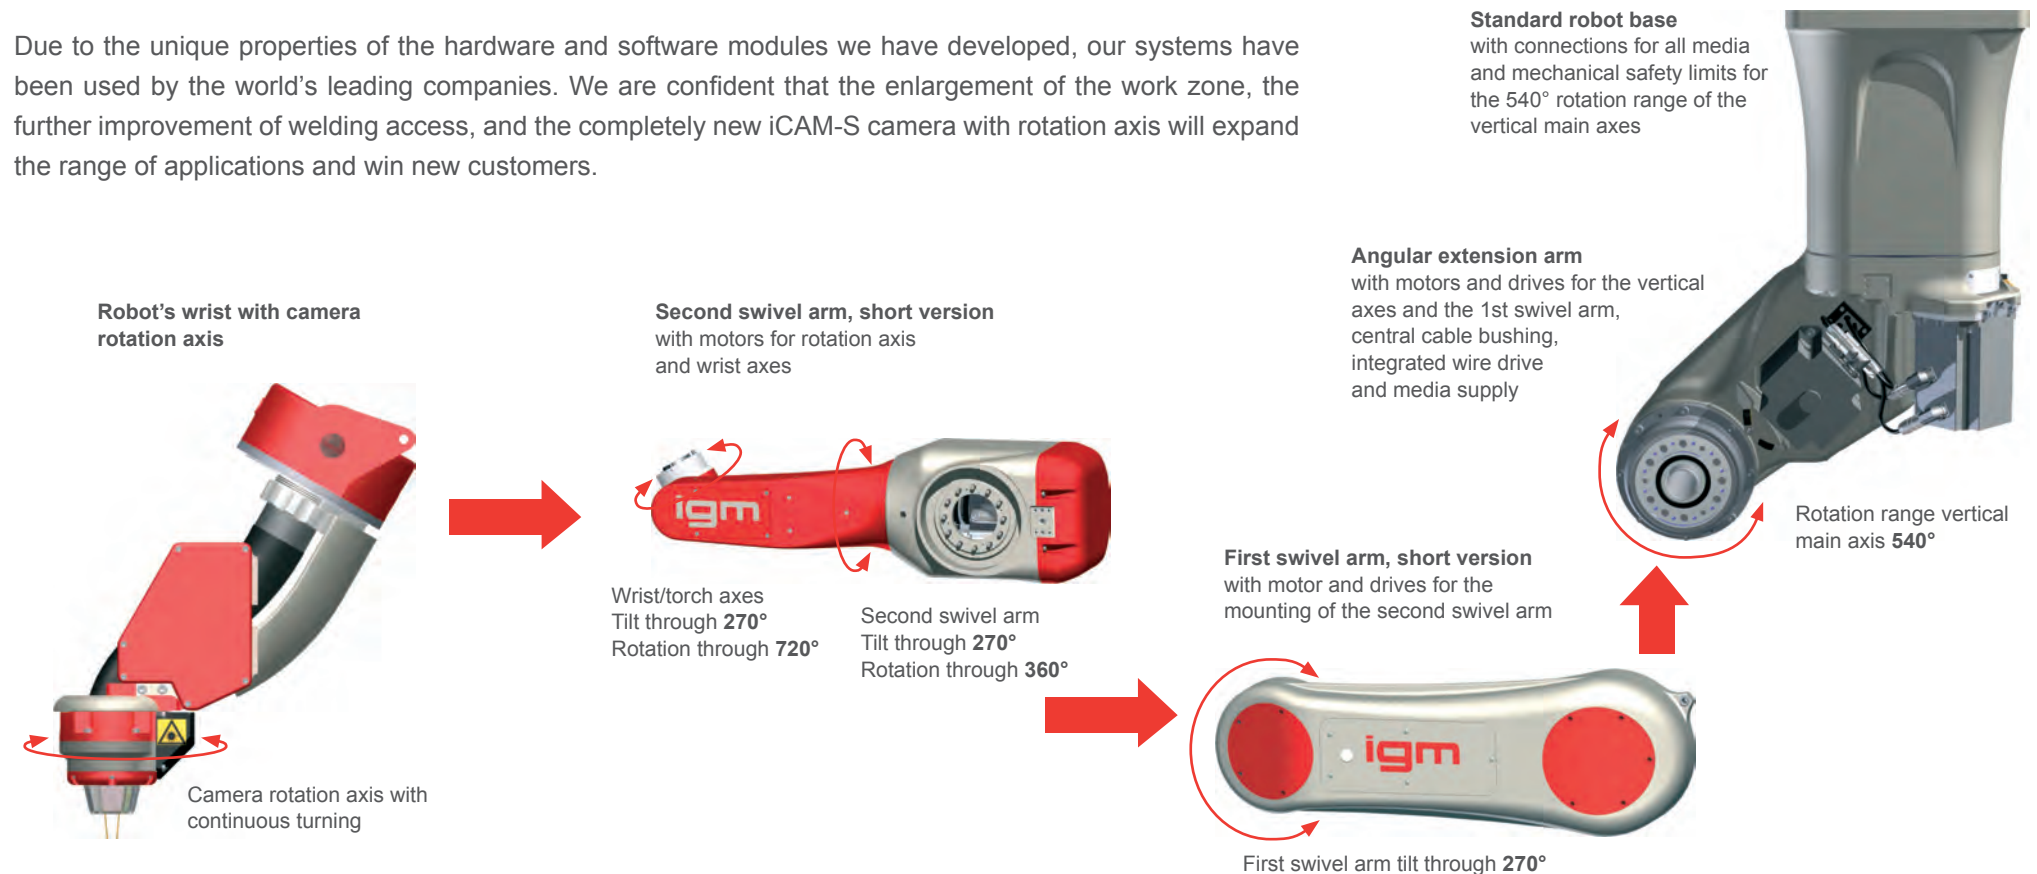 Due to the unique properties of the hardware and software modules we have developed, our systems have
been used by the world's leading companies. We are confident that the enlargement of the work zone, the
further improvement of welding access, and the completely new iCAM-S camera with rotation axis will expand
the range of applications and win new customers.
Standard robot base
with connections for all media
and mechanical safety limits for
the 540° rotation range of the
vertical main axes
Angular extension arm
with motors and drives for the vertical
axes and the 1st swivel arm,
central cable bushing,
integrated wire drive
and media supply
Robot's wrist with camera
rotation axis
Second swivel arm, short version
with motors for rotation axis
and wrist axes
igm
Rotation range vertical
main axis 540°
First swivel arm, short version
with motor and drives for the
mounting of the second swivel arm
Wrist/torch axes
Tilt through 270°
Rotation through 720°
Second swivel arm
Tilt through 270°
Rotation through 360°
igm
Camera rotation axis with
continuous turning
First swivel arm tilt through 270°